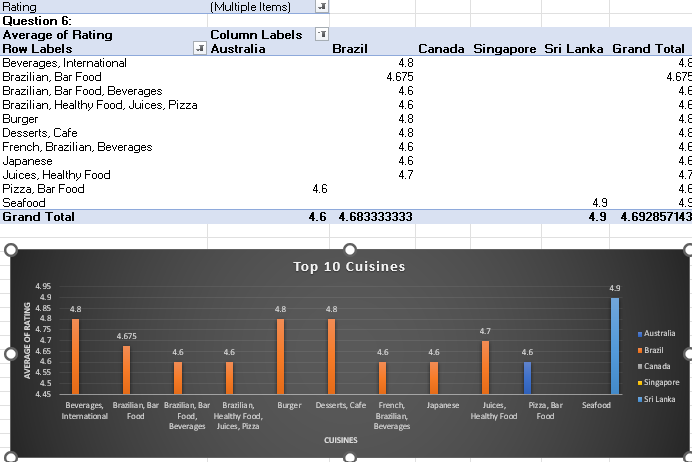 Rating (Multiple Items)
Question 6:
Average of Rating Column Labels
Row Labels Australia Brazil Canada Singapore Sri Lanka Grand Total
Beverages, International 4.8 4.8
Brazilian, Bar Food 4.675 4.675
Brazilian, Bar Food, Beverages 4.6 4.6
Brazilian, Healthy Food, Juices, Pizza 4.6 4.6
Burger 4.8 4.8
Desserts, Cafe 4.8 4.8
French, Brazilian, Beverages 4.6 4.6
Japanese 4.6 4.6
Juices, Healthy Food 4.7 4.7
Pizza, Bar Food 4.6 4.6
Seafood 4.9 4.9
Grand Total 4.6 4.683333333 4.9 4.692857143
Top 10 Cuisines
AVERAGE OF RATING
4.95
4.9
4.85
4.8
4.75
4.7
4.65
4.6
4.55
4.5
4.45
4.8
4.675
4.6
4.6
4.8
4.8
4.6
4.6
4.7
4.6
4.9
Beverages,
International
Brazilian, Bar
Food
Brazilian, Bar
Food,
Beverages
Brazilian,
Healthy Food,
Juices, Pizza
Burger
Desserts, Cafe
French,
Brazilian,
Beverages
Japanese
Juices,
Healthy Food
Pizza, Bar
Food
Seafood
CUISINES
Australia
Brazil
Canada
Singapore
Sri Lanka